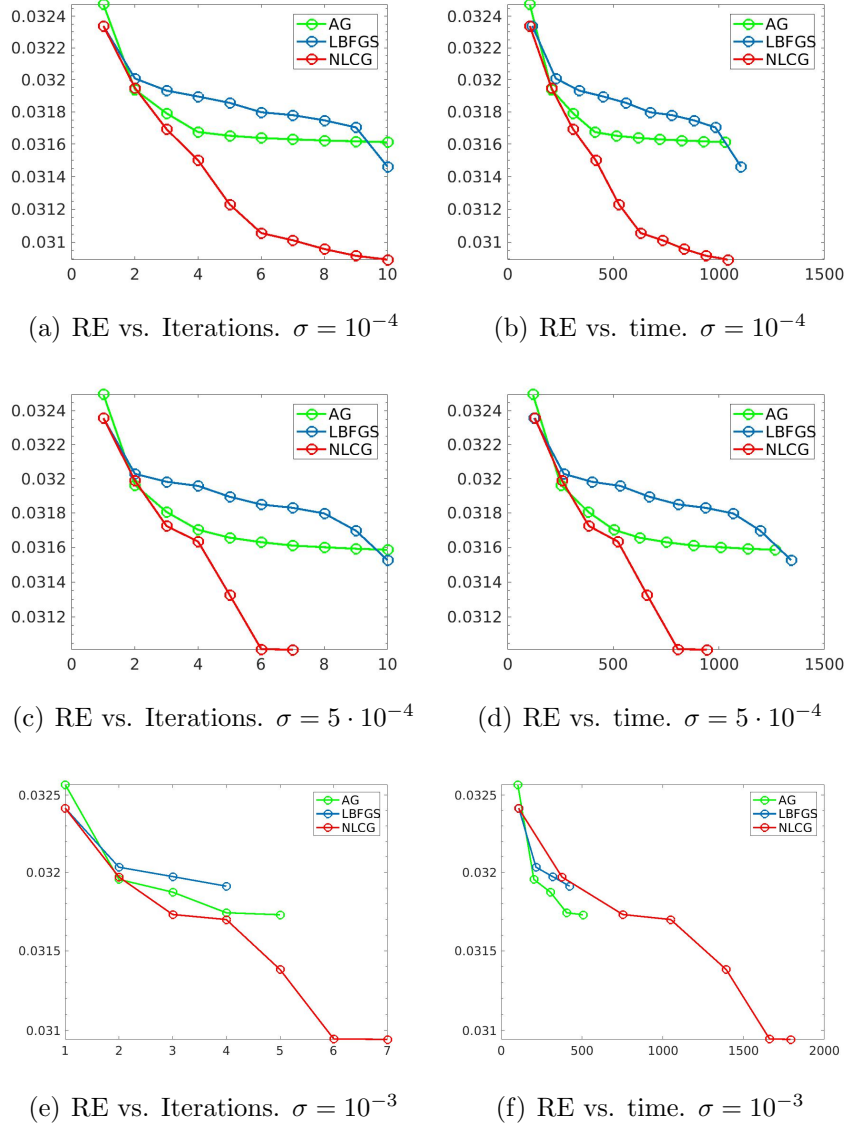 0.0324
0.0322
0.032
0.0318
0.0316
0.0314
0.0312
0.031
0 2 4 6 8 10
AG
LBFGS
NLCG
(a) RE vs. Iterations. σ = 10⁻⁴
0.0324
0.0322
0.032
0.0318
0.0316
0.0314
0.0312
0.031
0 500 1000 1500
AG
LBFGS
NLCG
(b) RE vs. time. σ = 10⁻⁴
0.0324
0.0322
0.032
0.0318
0.0316
0.0314
0.0312
0 2 4 6 8 10
AG
LBFGS
NLCG
(c) RE vs. Iterations. σ = 5 · 10⁻⁴
0.0324
0.0322
0.032
0.0318
0.0316
0.0314
0.0312
0 500 1000 1500
AG
LBFGS
NLCG
(d) RE vs. time. σ = 5 · 10⁻⁴
0.0325
0.032
0.0315
0.031
1 2 3 4 5 6 7
AG
LBFGS
NLCG
(e) RE vs. Iterations. σ = 10⁻³
0.0325
0.032
0.0315
0.031
0 500 1000 1500 2000
AG
LBFGS
NLCG
(f) RE vs. time. σ = 10⁻³